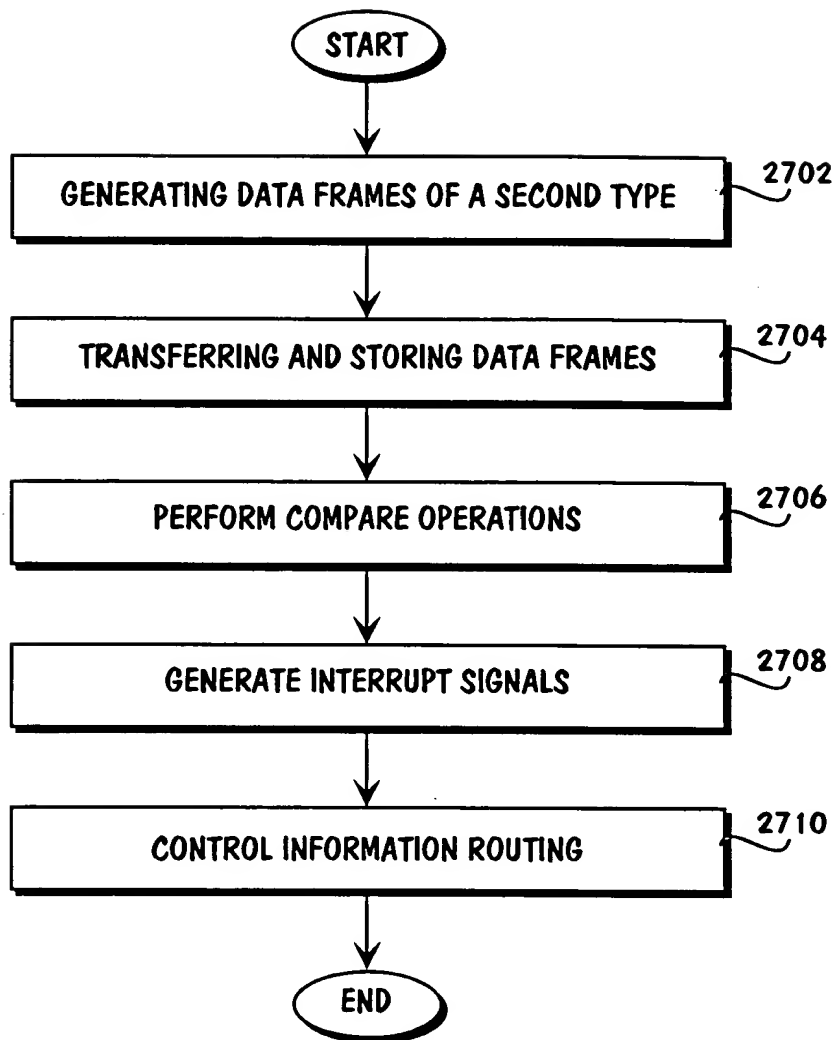 START
GENERATING DATA FRAMES OF A SECOND TYPE
2702
TRANSFERRING AND STORING DATA FRAMES
2704
PERFORM COMPARE OPERATIONS
2706
GENERATE INTERRUPT SIGNALS
2708
CONTROL INFORMATION ROUTING
2710
END